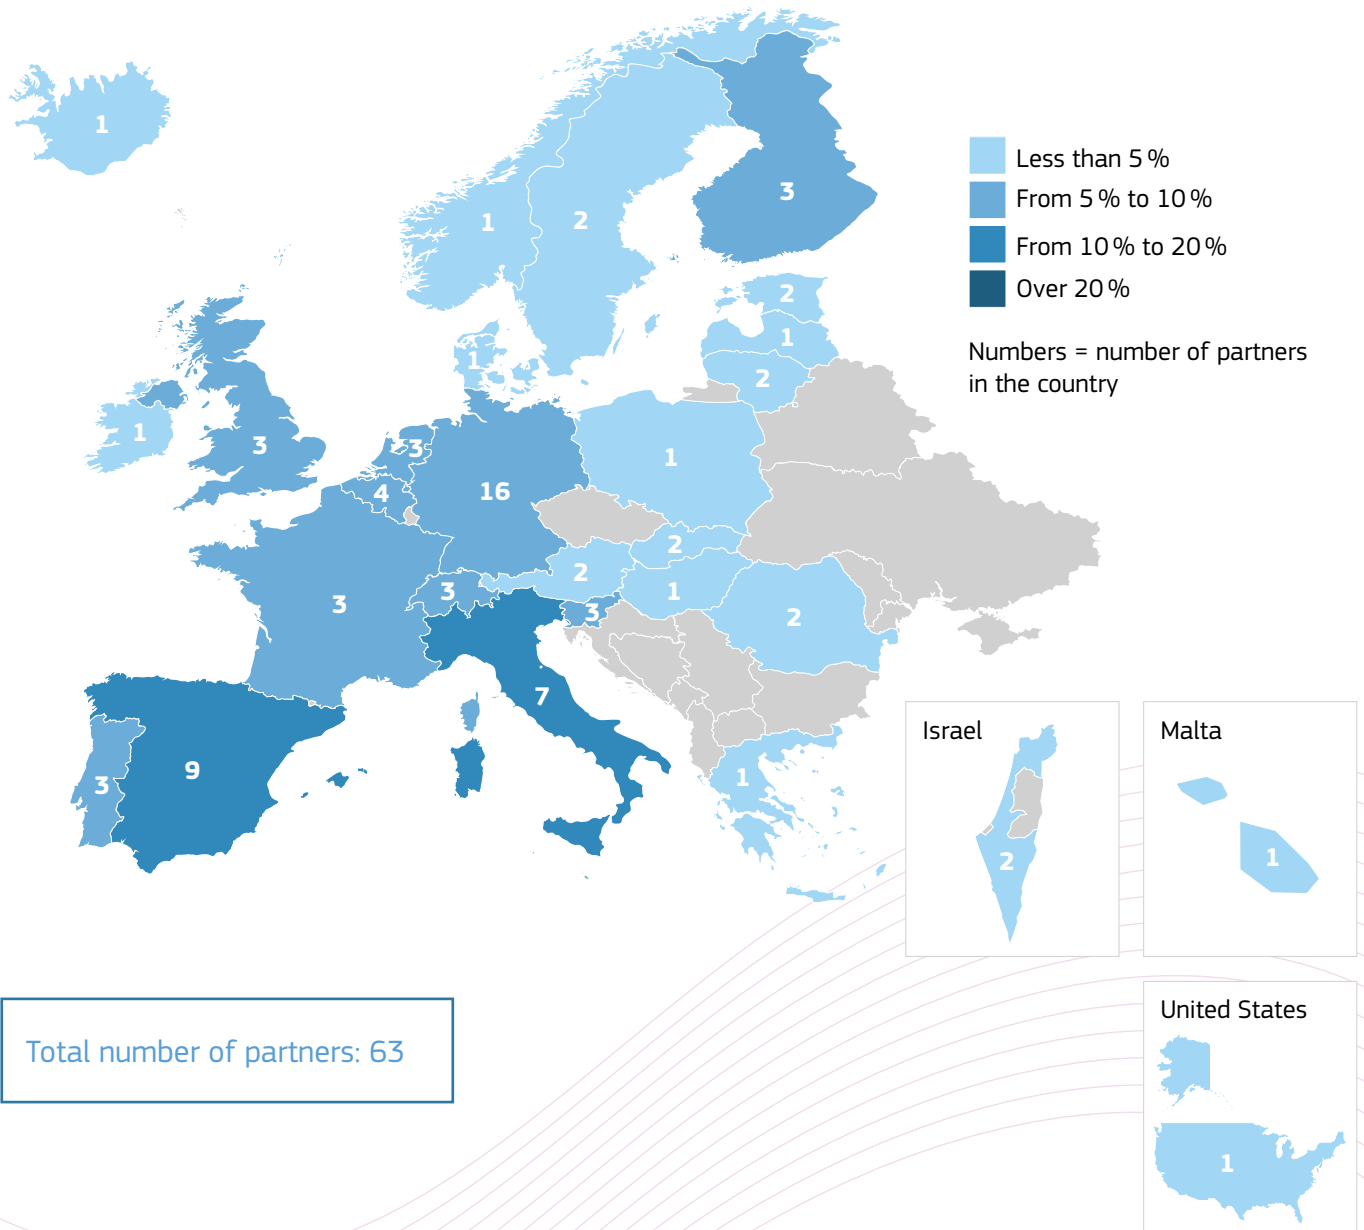 1
3
1
2
Less than 5 %
From 5 % to 10 %
From 10 % to 20 %
Over 20 %
Numbers = number of partners
in the country
2
1
1
2
1
3
3
1
4
16
2
2
3
1
3
3
2
7
9
3
1
Israel
2
Malta
1
Total number of partners: 63
United States
1